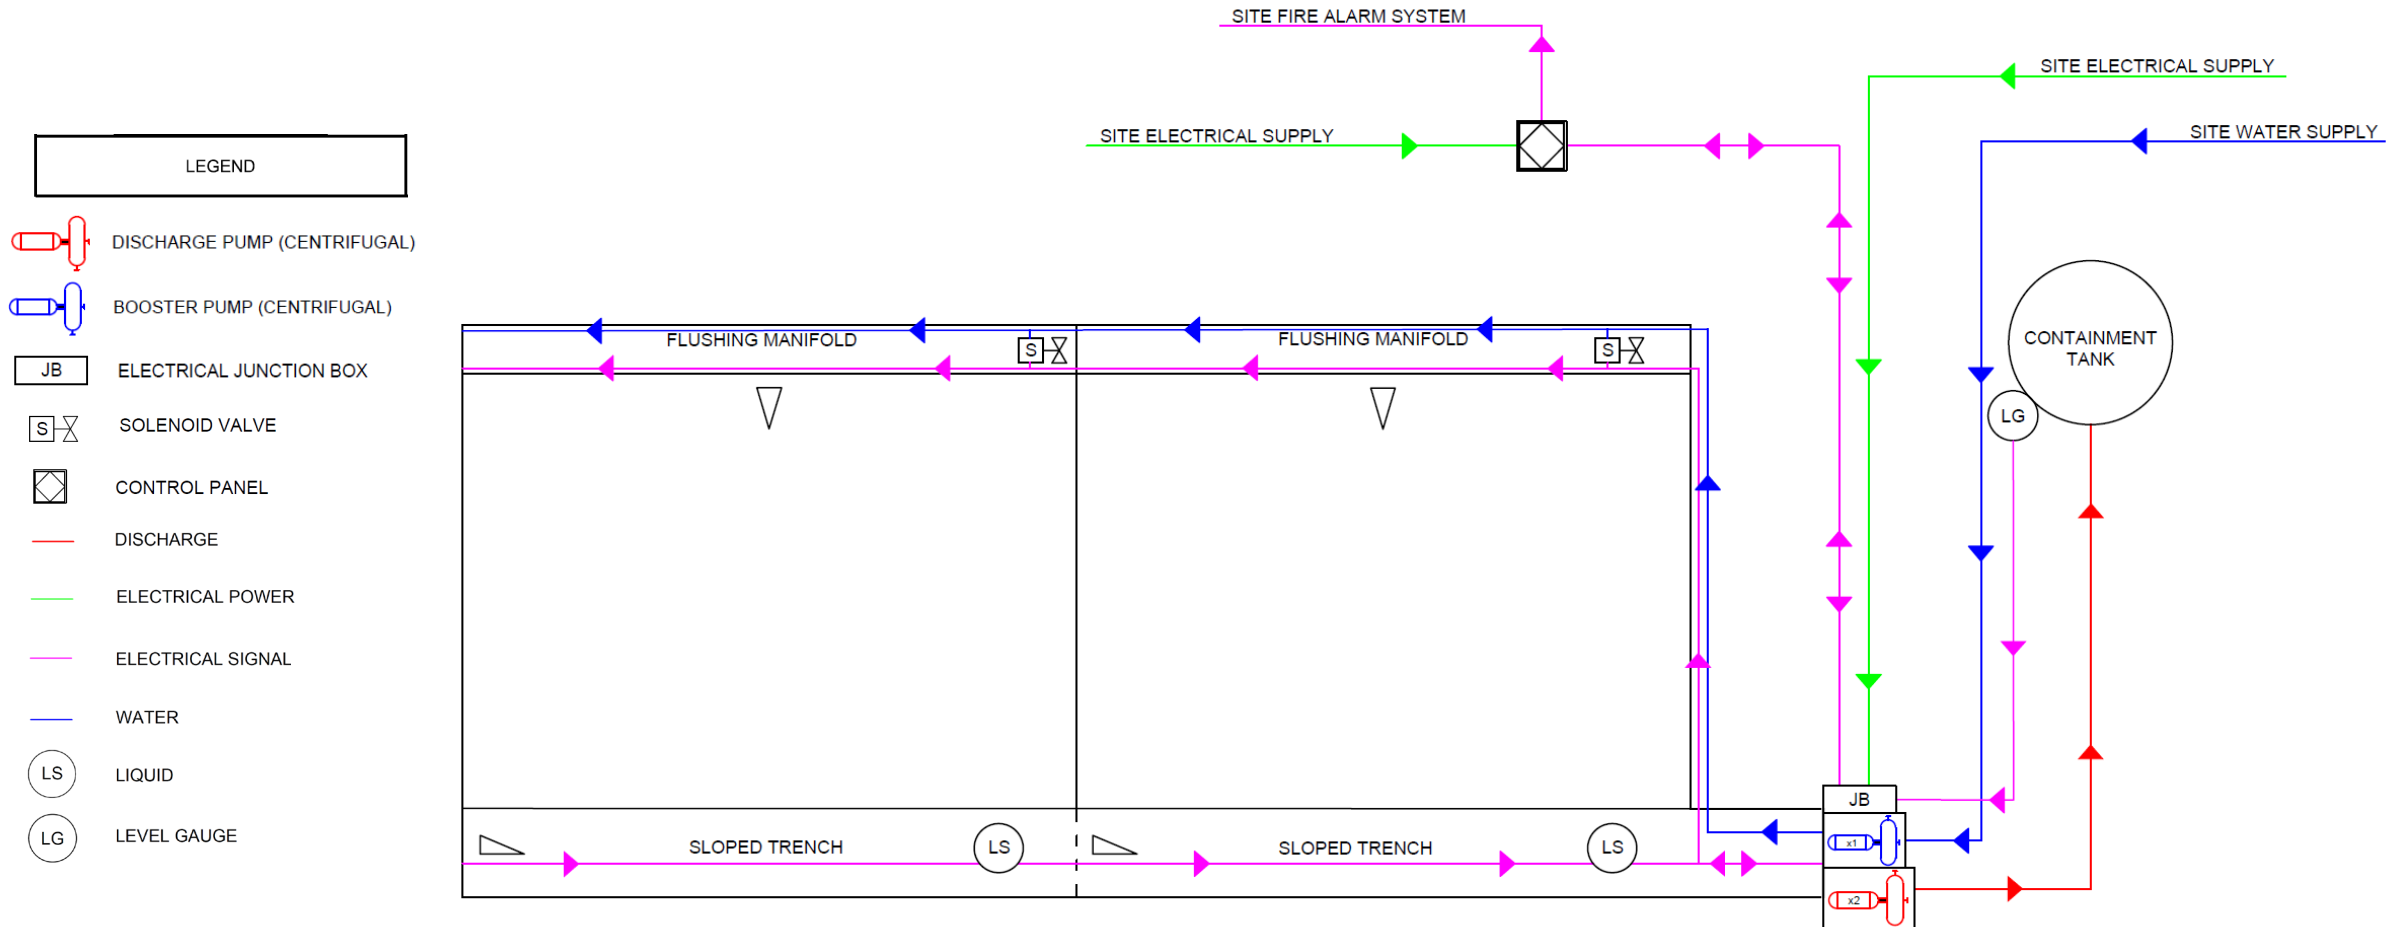 SITE FIRE ALARM SYSTEM
SITE ELECTRICAL SUPPLY
SITE ELECTRICAL SUPPLY
SITE WATER SUPPLY
LEGEND
DISCHARGE PUMP (CENTRIFUGAL)
BOOSTER PUMP (CENTRIFUGAL)
JB ELECTRICAL JUNCTION BOX
S SOLENOID VALVE
CONTROL PANEL
DISCHARGE
ELECTRICAL POWER
ELECTRICAL SIGNAL
WATER
LS LIQUID
LG LEVEL GAUGE
FLUSHING MANIFOLD
S
FLUSHING MANIFOLD
S
CONTAINMENT
TANK
LG
SLOPED TRENCH
LS
SLOPED TRENCH
LS
JB
x1
x2